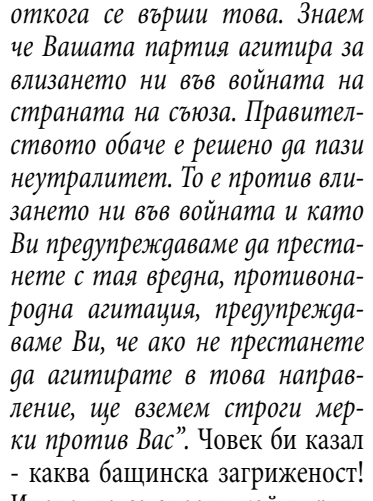 откога се върши това. Знаем
че Вашата партия агитира за
влизането ни във войната на
страната на съюза. Правител-
ството обаче е решено да пази
неутралитет. То е против вли-
зането ни във войната и като
Ви предупреждаваме да преста-
нете с тая вредна, противона-
родна агитация, предупрежда-
ваме Ви, че ако не престанете
да агитирате в това направ-
ление, ще вземем строги мер-
ки против Вас”. Човек би казал
- каква бащинска загриженост!